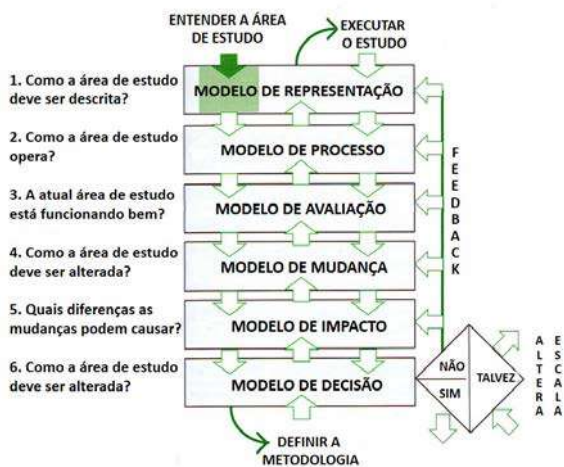 ENTENDER A ÁREA
DE ESTUDO
EXECUTAR
O ESTUDO
1. Como a área de estudo
deve ser descrita?
MODELO DE REPRESENTAÇÃO
2. Como a área de estudo
opera?
MODELO DE PROCESSO
3. A atual área de estudo
está funcionando bem?
MODELO DE AVALIAÇÃO
4. Como a área de estudo
deve ser alterada?
MODELO DE MUDANÇA
5. Quais diferenças as
mudanças podem causar?
MODELO DE IMPACTO
6. Como a área de estudo
deve ser alterada?
MODELO DE DECISÃO
FEEDBACK
NÃO
SIM
TALVEZ
ALTERA
ESCALA
DEFINIR A
METODOLOGIA